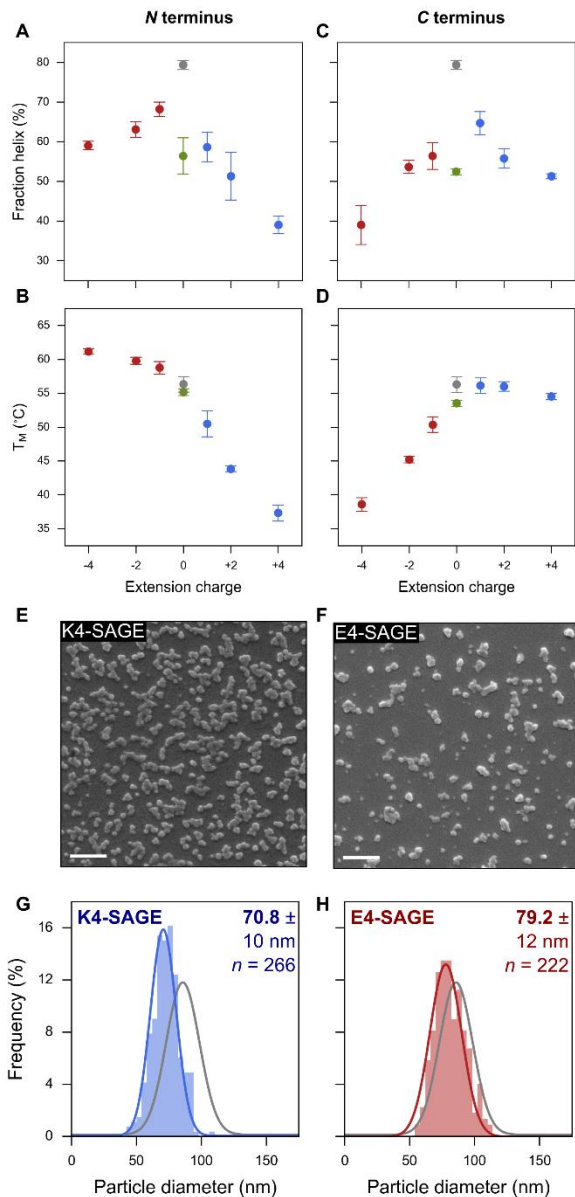 N terminus
C terminus
A
C
Fraction helix (%)
80
70
60
50
40
30
B
D
T_M (°C)
65
60
55
50
45
40
35
-4 -2 0 +2 +4
-4 -2 0 +2 +4
Extension charge
Extension charge
E
F
K4-SAGE
E4-SAGE
G
H
K4-SAGE
70.8 ±
10 nm
n = 266
E4-SAGE
79.2 ±
12 nm
n = 222
Frequency (%)
16
12
8
4
0
0 50 100 150
0 50 100 150
Particle diameter (nm)
Particle diameter (nm)